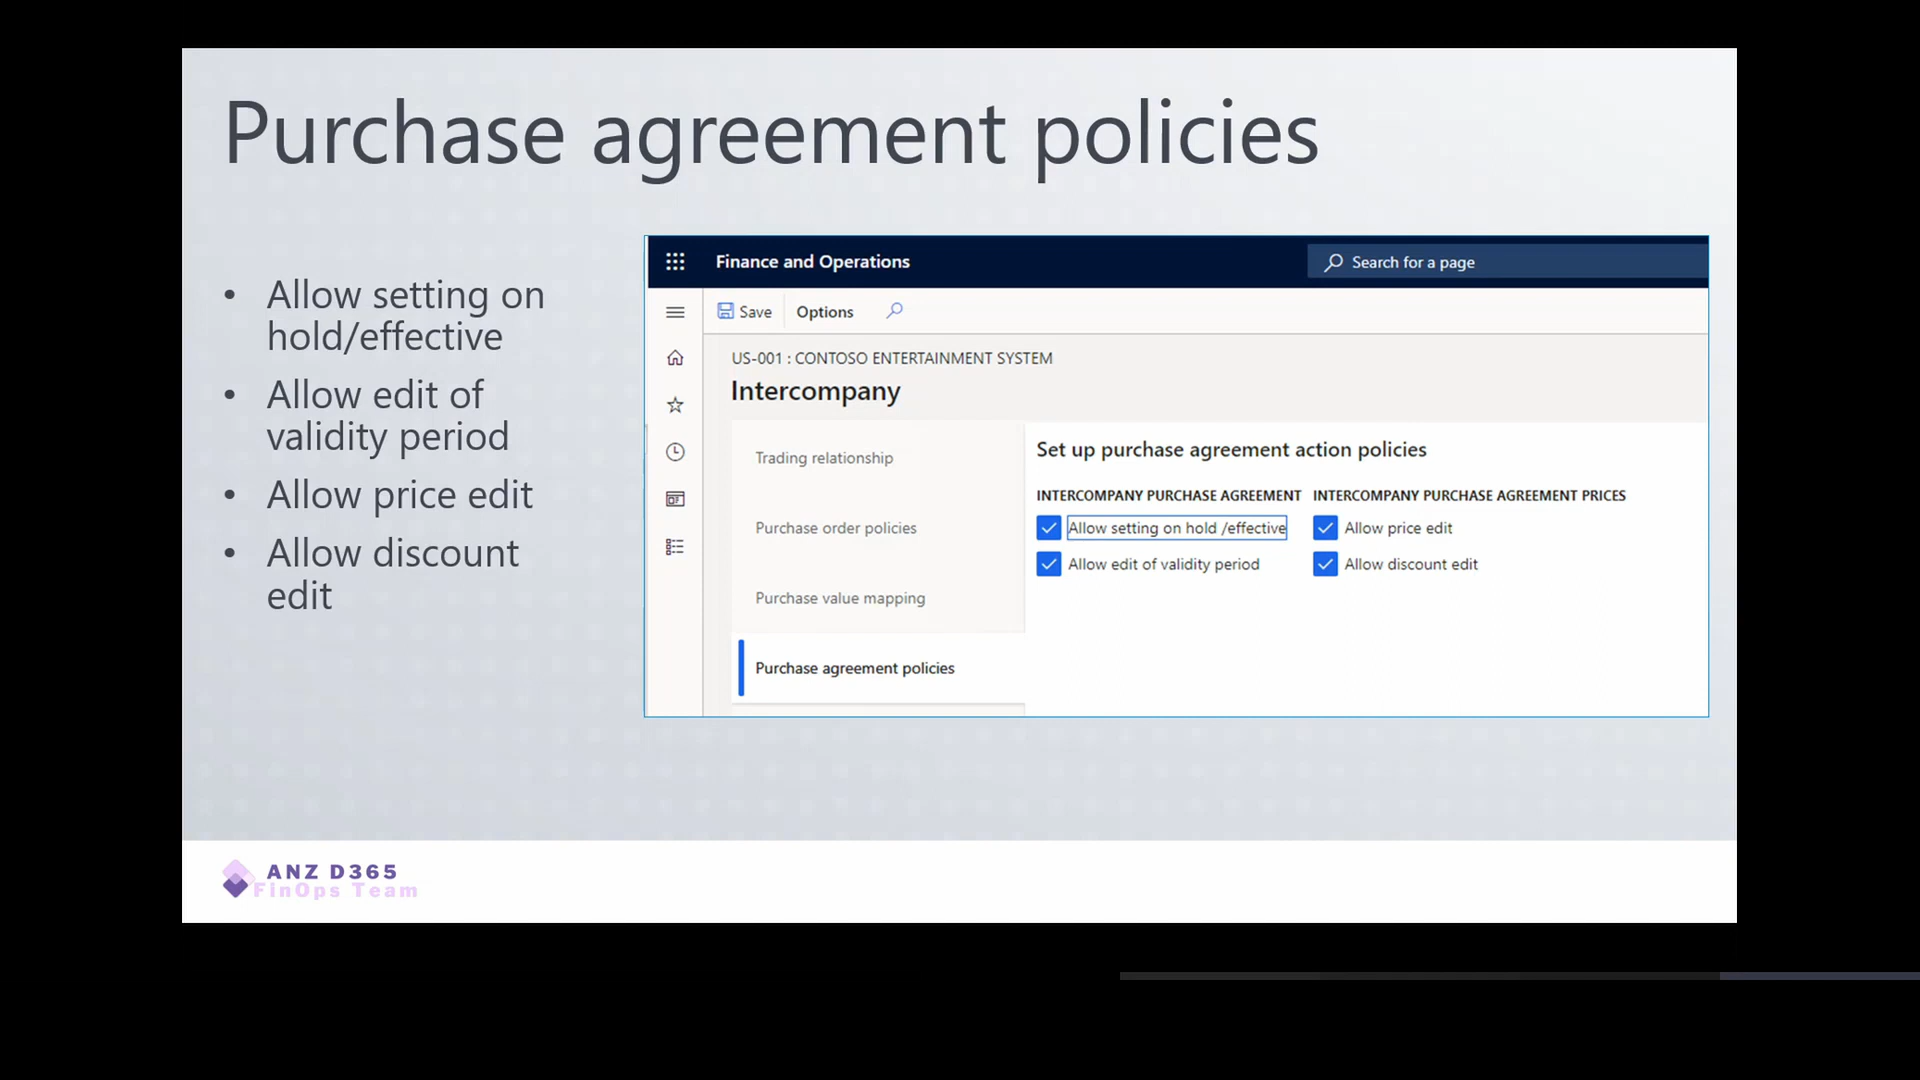 Purchase agreement policies
• Allow setting on
hold/effective
• Allow edit of
validity period
• Allow price edit
• Allow discount
edit
Finance and Operations
Search for a page
Save
Options
US-001 : CONTOSO ENTERTAINMENT SYSTEM
Intercompany
Trading relationship
Purchase order policies
Purchase value mapping
Purchase agreement policies
Set up purchase agreement action policies
INTERCOMPANY PURCHASE AGREEMENT
Allow setting on hold /effective
Allow edit of validity period
INTERCOMPANY PURCHASE AGREEMENT PRICES
Allow price edit
Allow discount edit
ANZ D365
FinOps Team